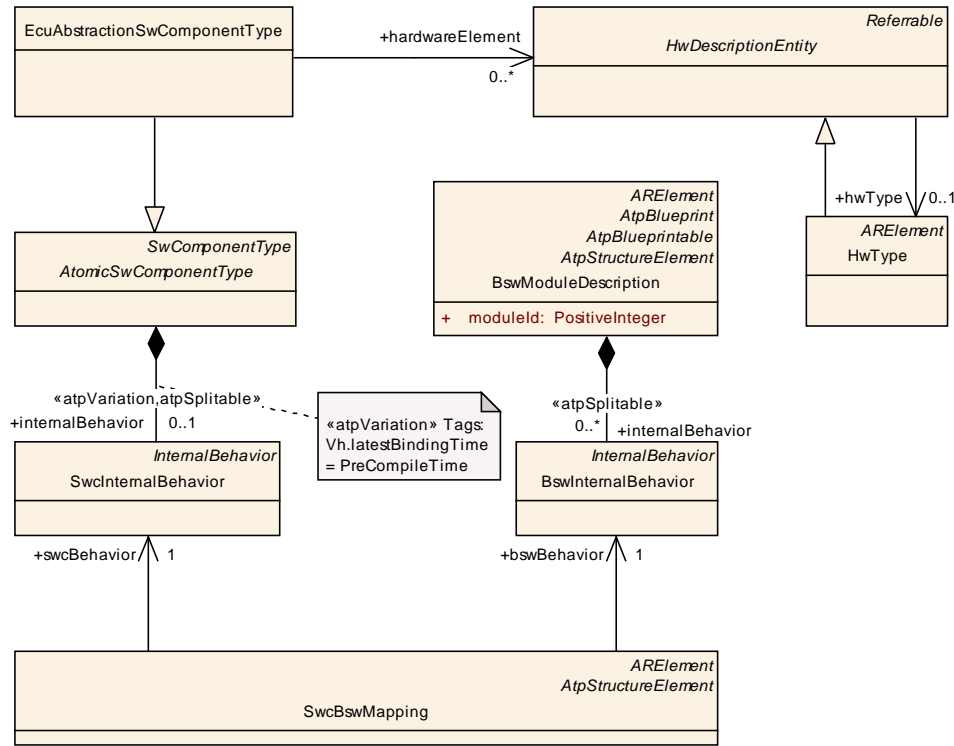 EcuAbstractionSwComponentType
Referrable
HwDescriptionEntity
+hardwareElement
0..*
+hwType
0..1
ARElement
HwType
ARElement
AtpBlueprint
AtpBlueprintable
AtpStructureElement
BswModuleDescription
+ moduleId: PositiveInteger
SwComponentType
AtomicSwComponentType
«atpVariation,atpSplitable»
+internalBehavior
0..1
«atpVariation» Tags:
Vh.latestBindingTime
= PreCompileTime
«atpSplitable»
0..*
+internalBehavior
InternalBehavior
SwcInternalBehavior
InternalBehavior
BswInternalBehavior
+swcBehavior
1
+bswBehavior
1
ARElement
AtpStructureElement
SwcBswMapping